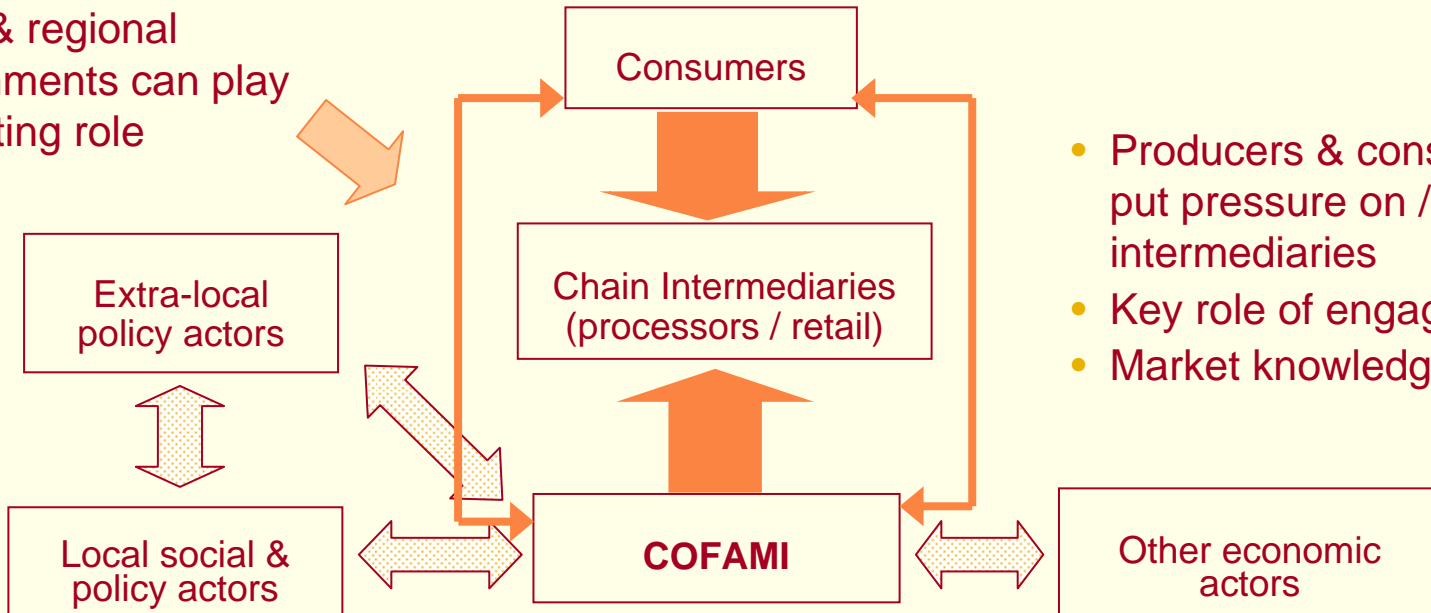 & regional
ments can play
ting role
Consumers
Producers & cons
put pressure on /
intermediaries
Key role of engag
Market knowledg
Extra-local
policy actors
Chain Intermediaries
(processors / retail)
Local social &
policy actors
COFAMI
Other economic
actors